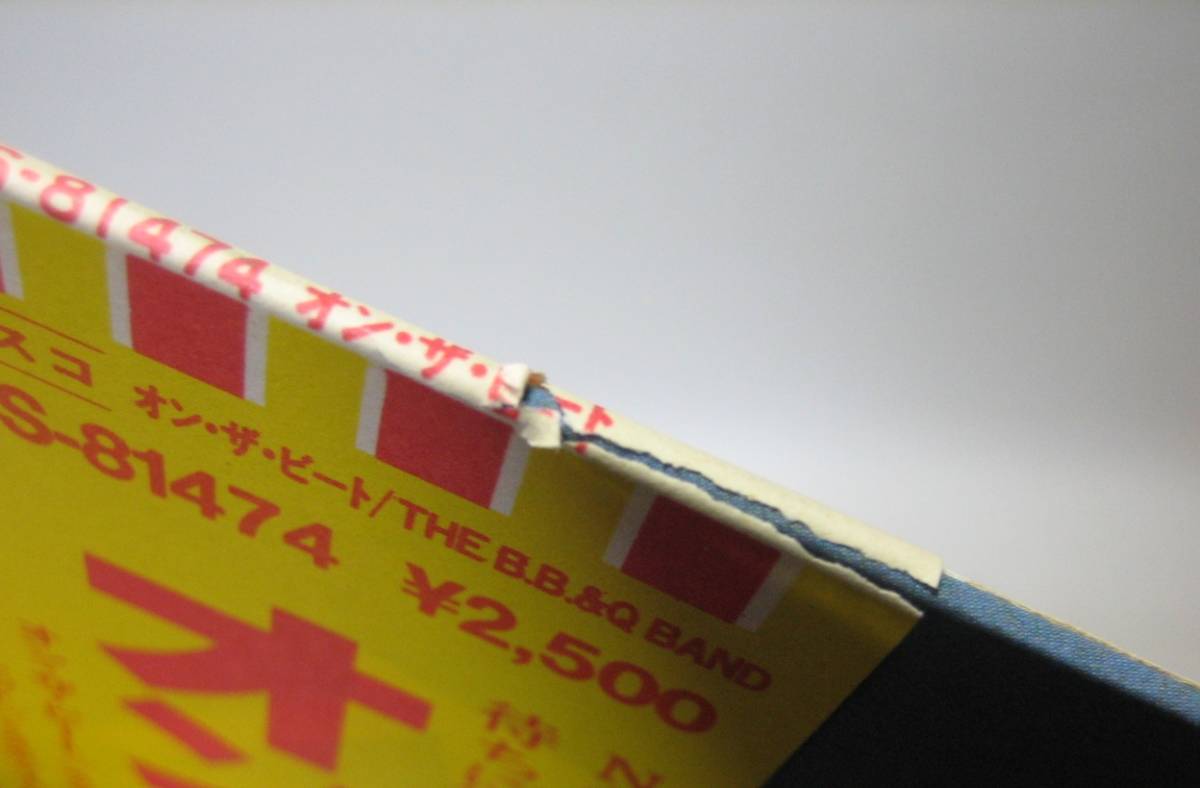 S-81474 オン・ザ・ビート
スコ オン・ザ・ビート/THE B.B.&Q BAND
S-81474 ¥2,500
オ
N